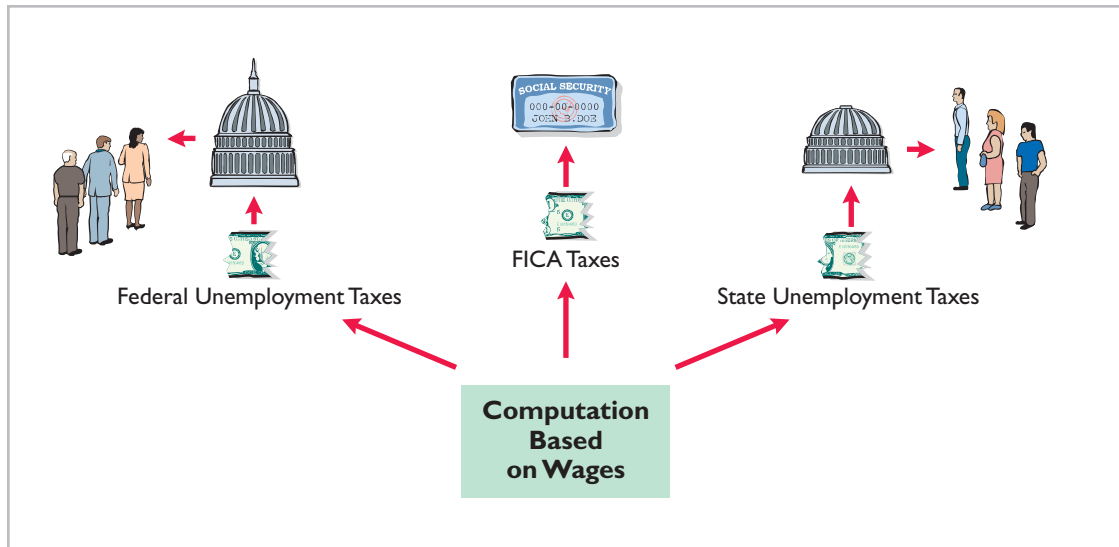 SOCIAL SECURITY
000-00-0000
JOHN B. DOE
FICA Taxes
Federal Unemployment Taxes
State Unemployment Taxes
Computation
Based
on Wages